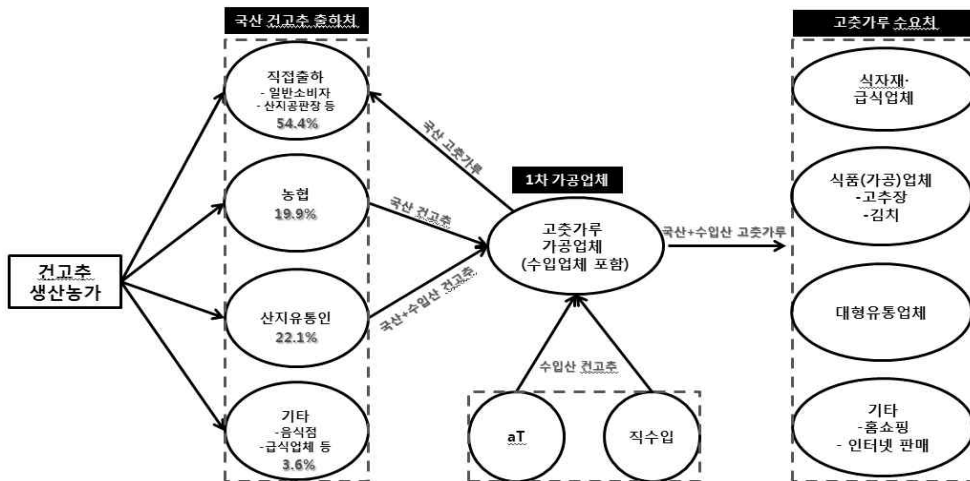 국산 건고추 출하처
고춧가루 수요처
직접출하
- 일반소비자
- 산지공판장 등
54.4%
농협
19.9%
산지유통인
22.1%
기타
-음식점
-급식업체 등
3.6%
건고추
생산농가
국산 고춧가루
국산 건고추
국산+수입산 건고추
1차 가공업체
고춧가루
가공업체
(수입업체 포함)
수입산 건고추
aT
직수입
국산+수입산 고춧가루
식자재·
급식업체
식품(가공)업체
-고추장
-김치
대형유통업체
기타
- 홈쇼핑
- 인터넷 판매